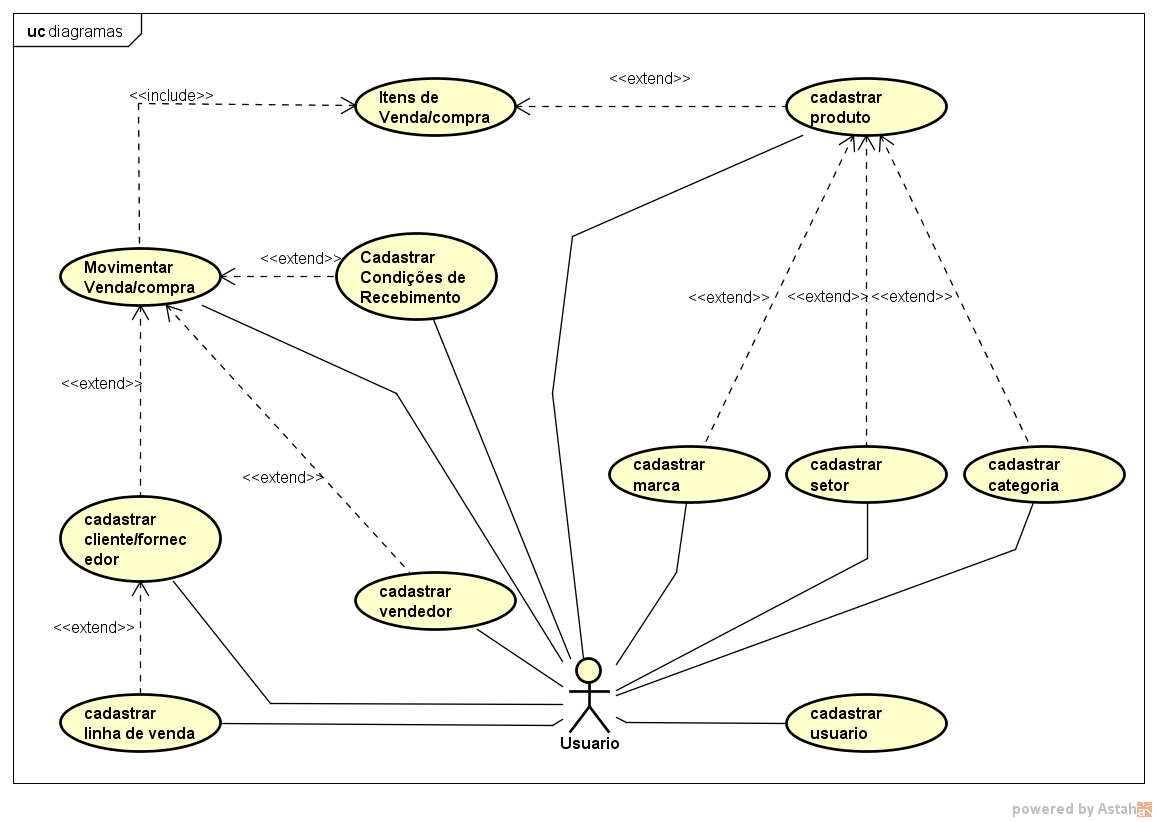 uc diagramas
<<extend>>
<<include>>
Itens de
Venda/compra
cadastrar
produto
Movimentar
Venda/compra
<<extend>>
Cadastrar
Condições de
Recebimento
<<extend>>
<<extend>>
<<extend>>
<<extend>>
<<extend>>
cadastrar
marca
cadastrar
setor
cadastrar
categoria
cadastrar
cliente/fornec
edor
cadastrar
vendedor
<<extend>>
cadastrar
linha de venda
Usuario
cadastrar
usuario
powered by Astah